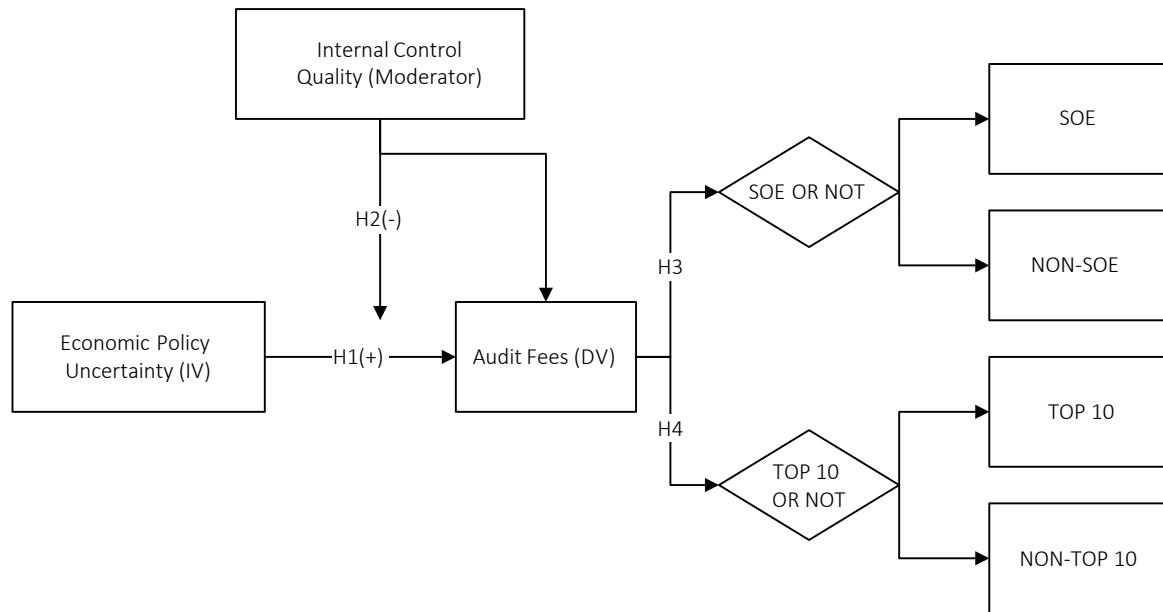 Internal Control
Quality (Moderator)
SOE
SOE OR NOT
H2(-)
H3
NON-SOE
Economic Policy
Uncertainty (IV)
H1(+)
Audit Fees (DV)
H4
TOP 10
TOP 10
OR NOT
NON-TOP 10